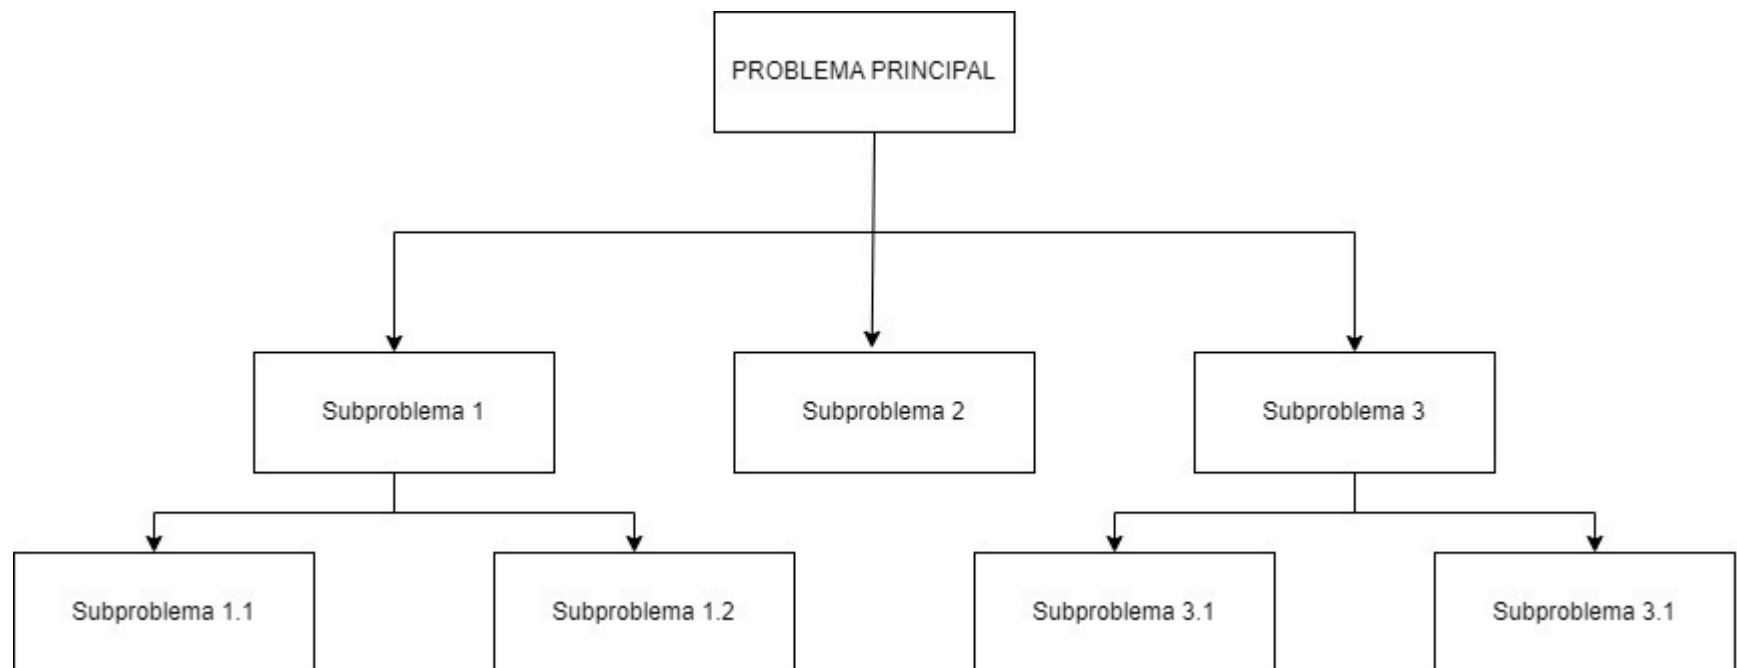 PROBLEMA PRINCIPAL
Subproblema 1
Subproblema 2
Subproblema 3
Subproblema 1.1
Subproblema 1.2
Subproblema 3.1
Subproblema 3.1